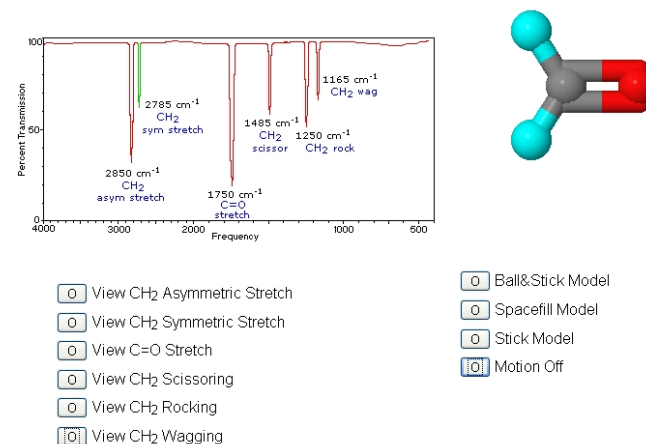 100
50
0
Percent Transmission
2785 cm-1
CH2
sym stretch
2850 cm-1
CH2
asym stretch
1750 cm-1
C=O
stretch
1485 cm-1
CH2
scissor
1250 cm-1
CH2 rock
1165 cm-1
CH2 wag
4000 3000 2000 1000 500
Frequency
O View CH2 Asymmetric Stretch
O View CH2 Symmetric Stretch
O View C=O Stretch
O View CH2 Scissoring
O View CH2 Rocking
O View CH2 Wagging
O Ball&Stick Model
O Spacefill Model
O Stick Model
O Motion Off